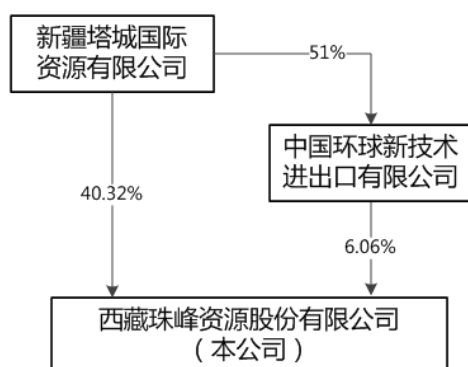 新疆塔城国际
资源有限公司
51%
中国环球新技术
进出口有限公司
40.32%
6.06%
西藏珠峰资源股份有限公司
（本公司）